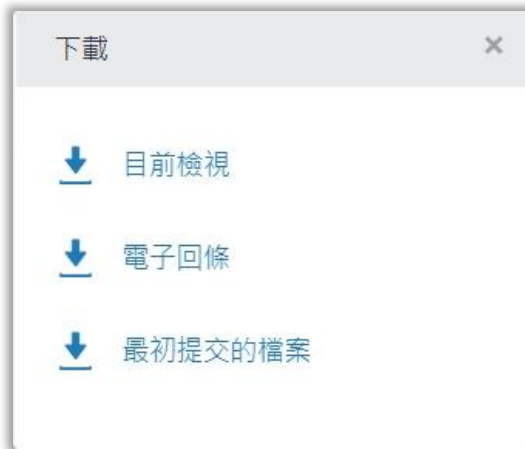 下載
目前檢視
電子回條
最初提交的檔案